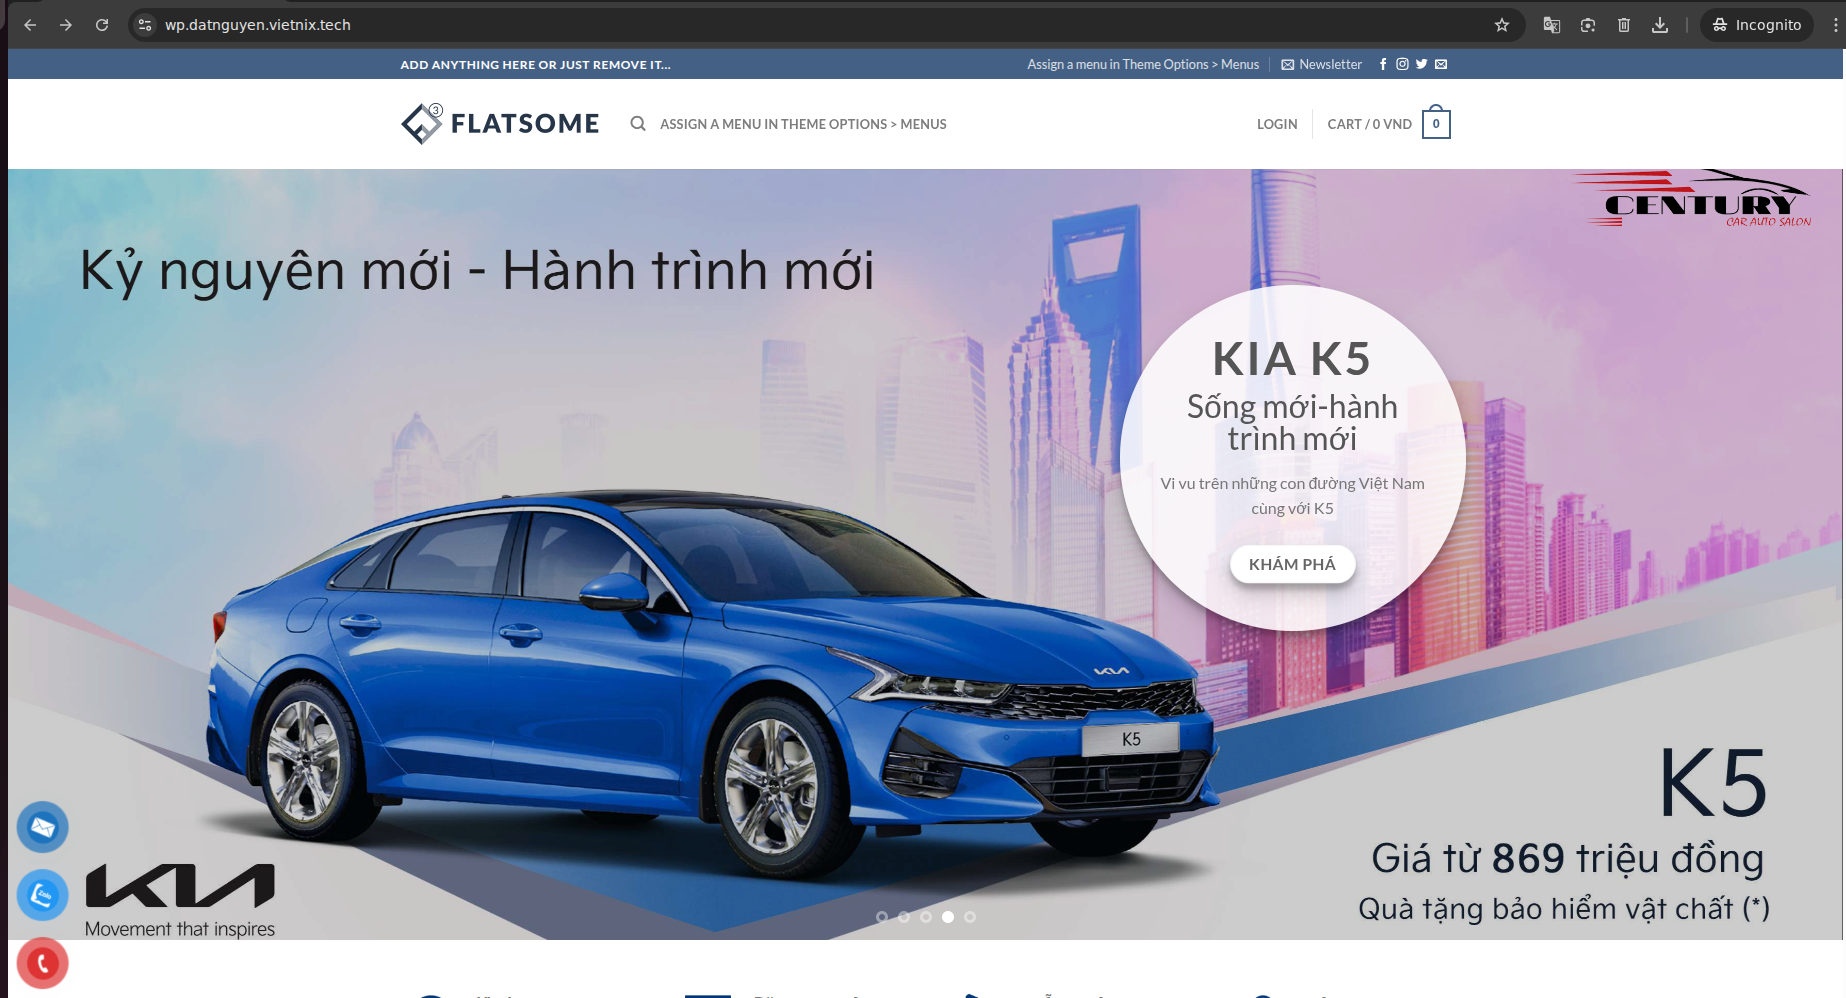 wp.datnguyen.vietnix.tech
Incognito
ADD ANYTHING HERE OR JUST REMOVE IT...
Assign a menu in Theme Options > Menus
Newsletter
3
FLATSOME
ASSIGN A MENU IN THEME OPTIONS > MENUS
LOGIN
CART / 0 VND
0
CENTURY
CAR AUTO SALON
Kỷ nguyên mới - Hành trình mới
KIA K5
Sống mới-hành
trình mới
Vi vu trên những con đường Việt Nam
cùng với K5
KHÁM PHÁ
KIA
K5
K5
Giá từ 869 triệu đồng
Quà tặng bảo hiểm vật chất (*)
Zalo
KIA
Movement that inspires